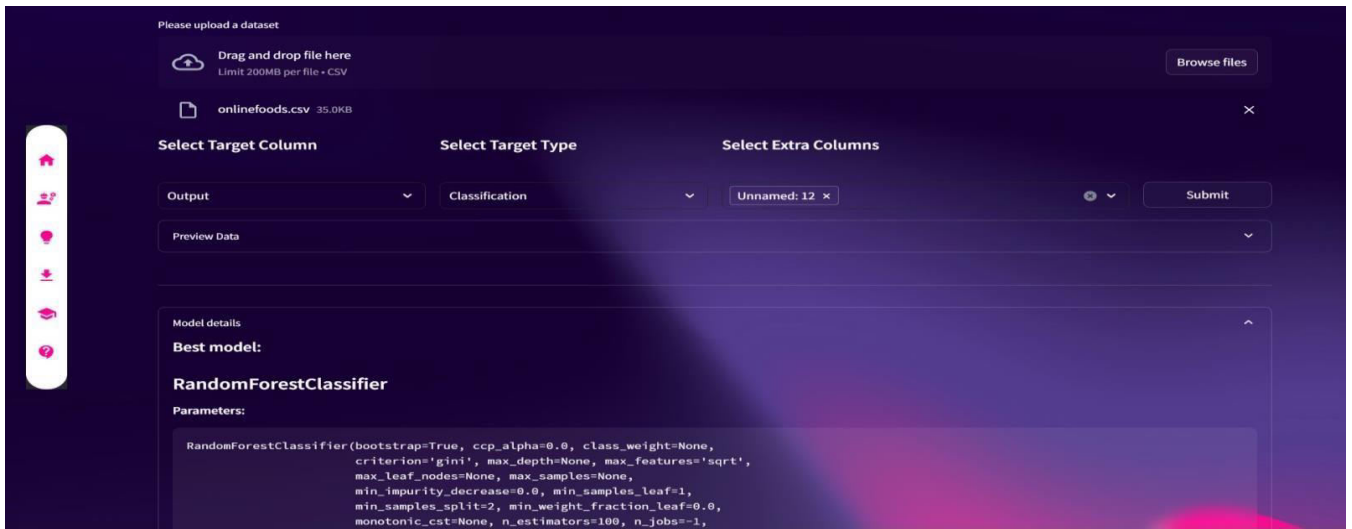 Please upload a dataset
Drag and drop file here
Limit 200MB per file • CSV
Browse files
onlinefoods.csv 35.0KB
Select Target Column
Select Target Type
Select Extra Columns
Output
Classification
Unnamed: 12 ×
Submit
Preview Data
Model details
Best model:
RandomForestClassifier
Parameters:
RandomForestClassifier(bootstrap=True, ccp_alpha=0.0, class_weight=None,
criterion='gini', max_depth=None, max_features='sqrt',
max_leaf_nodes=None, max_samples=None,
min_impurity_decrease=0.0, min_samples_leaf=1,
min_samples_split=2, min_weight_fraction_leaf=0.0,
monotonic_cst=None, n_estimators=100, n_jobs=-1,